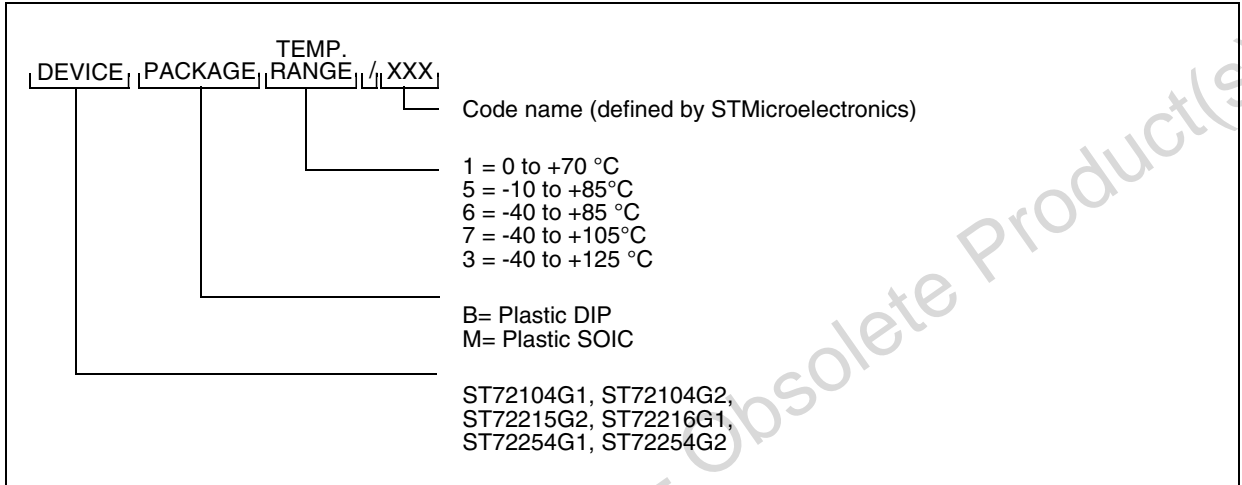 TEMP.
DEVICE PACKAGE RANGE / XXX
Code name (defined by STMicroelectronics)
1 = 0 to +70 °C
5 = -10 to +85°C
6 = -40 to +85 °C
7 = -40 to +105°C
3 = -40 to +125 °C
B= Plastic DIP
M= Plastic SOIC
ST72104G1, ST72104G2,
ST72215G2, ST72216G1,
ST72254G1, ST72254G2
Obsolete Product(s